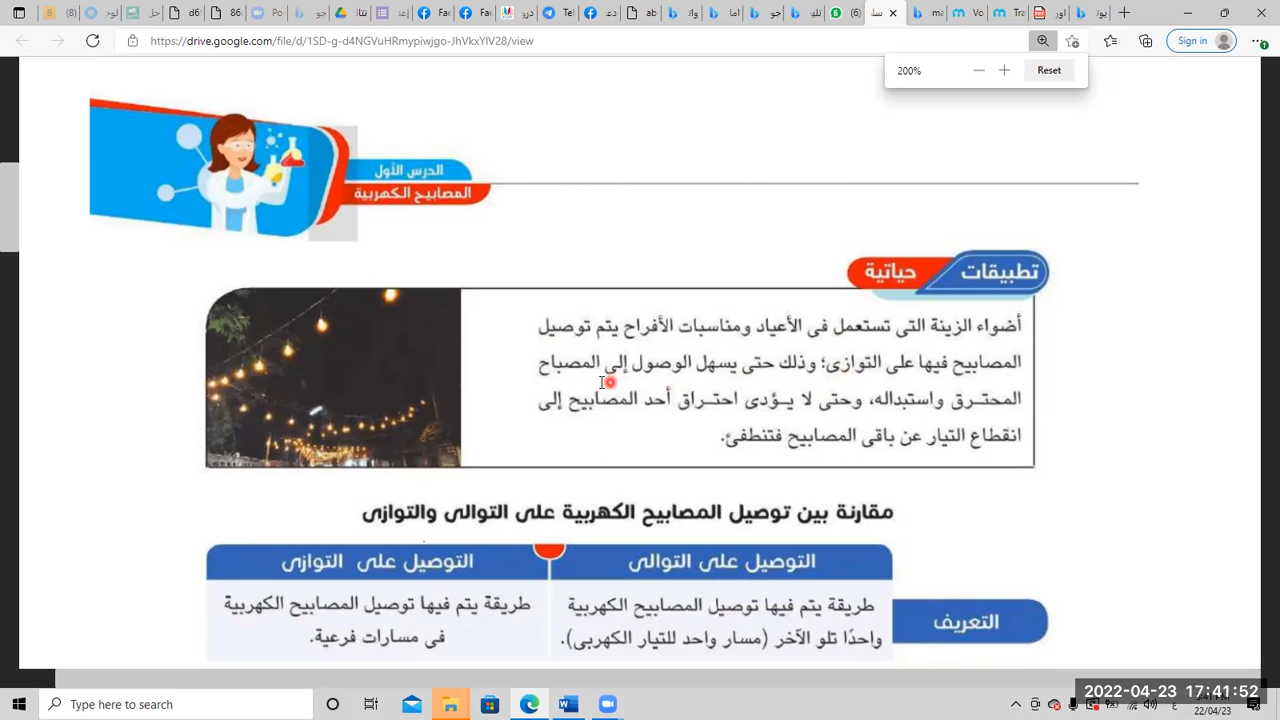 https://drive.google.com/file/d/1SD-g-d4NGVuHRmypiwjgo-JhVkxYIV28/view
Sign in
200%
Reset
الدرس الأول
المصابيح الكهربية
تطبيقات حياتية
أضواء الزينة التى تستعمل فى الأعياد ومناسبات الأفراح يتم توصيل
المصابيح فيها على التوازى؛ وذلك حتى يسهل الوصول إلى المصباح
المحترق واستبداله، وحتى لا يؤدى احتراق أحد المصابيح إلى
انقطاع التيار عن باقى المصابيح فتنطفئ.
مقارنة بين توصيل المصابيح الكهربية على التوالى والتوازى
التوصيل على التوالى
التوصيل على التوازى
التعريف
طريقة يتم فيها توصيل المصابيح الكهربية
واحدًا تلو الآخر (مسار واحد للتيار الكهربى).
طريقة يتم فيها توصيل المصابيح الكهربية
فى مسارات فرعية.
Type here to search
2022-04-23 17:41:52
22/04/23